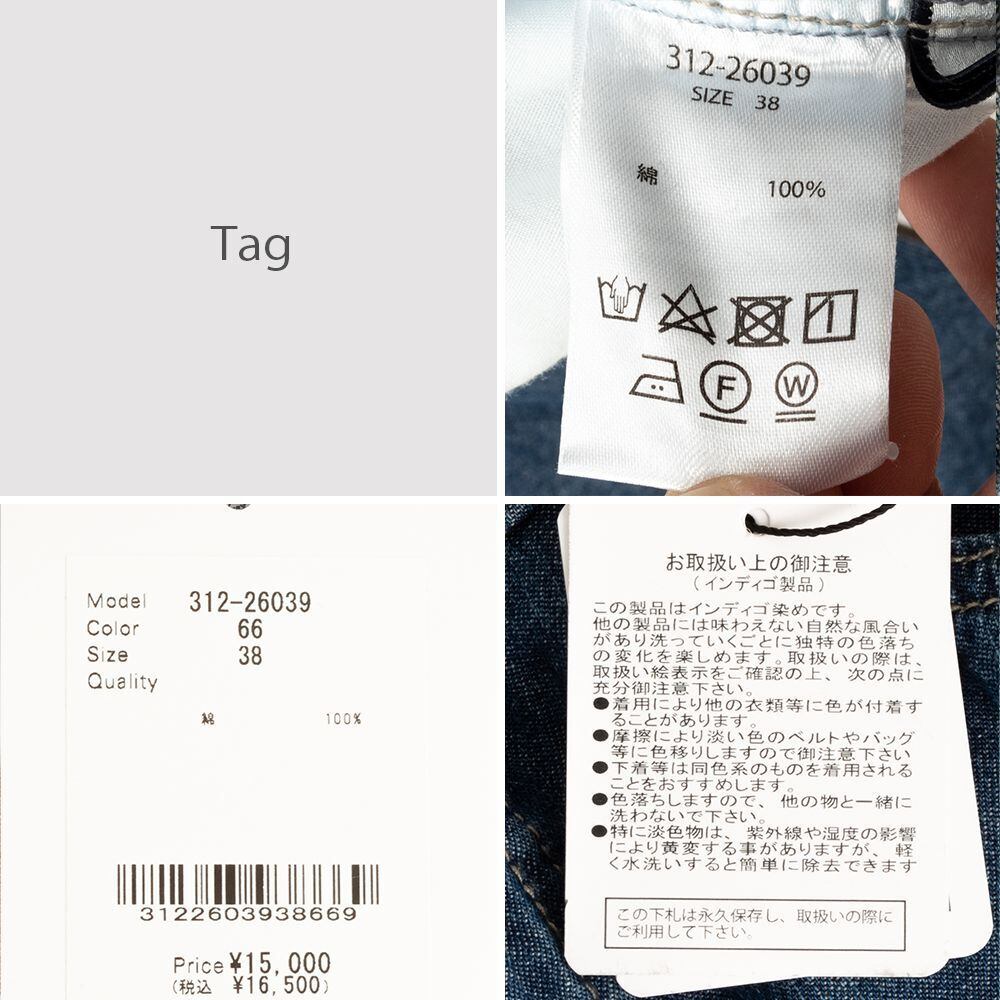 Tag
312-26039
SIZE 38
綿 100%
F W
Model 312-26039
Color 66
Size 38
Quality
綿 100%
3122603938669
Price ¥15,000
(税込 ¥16,500)
お取扱い上の御注意
(インディゴ製品)
この製品はインディゴ染めです。
他の製品には味わえない自然な風合い
があり洗っていくごとに独特の色落ち
の変化を楽しめます。取扱いの際は、
取扱い絵表示をご確認の上、次の点に
充分御注意下さい。
●着用により他の衣類等に色が付着す
ることがあります。
●摩擦により淡い色のベルトやバッグ
等に色移りしますので御注意下さい
●下着等は同色系のものを着用される
ことをおすすめします。
●色落ちしますので、他の物と一緒に
洗わないで下さい。
●特に淡色物は、紫外線や湿度の影響
により黄変する事がありますが、軽
く水洗いすると簡単に除去できます
この下札は永久保存し、取扱いの際に
ご利用して下さい。